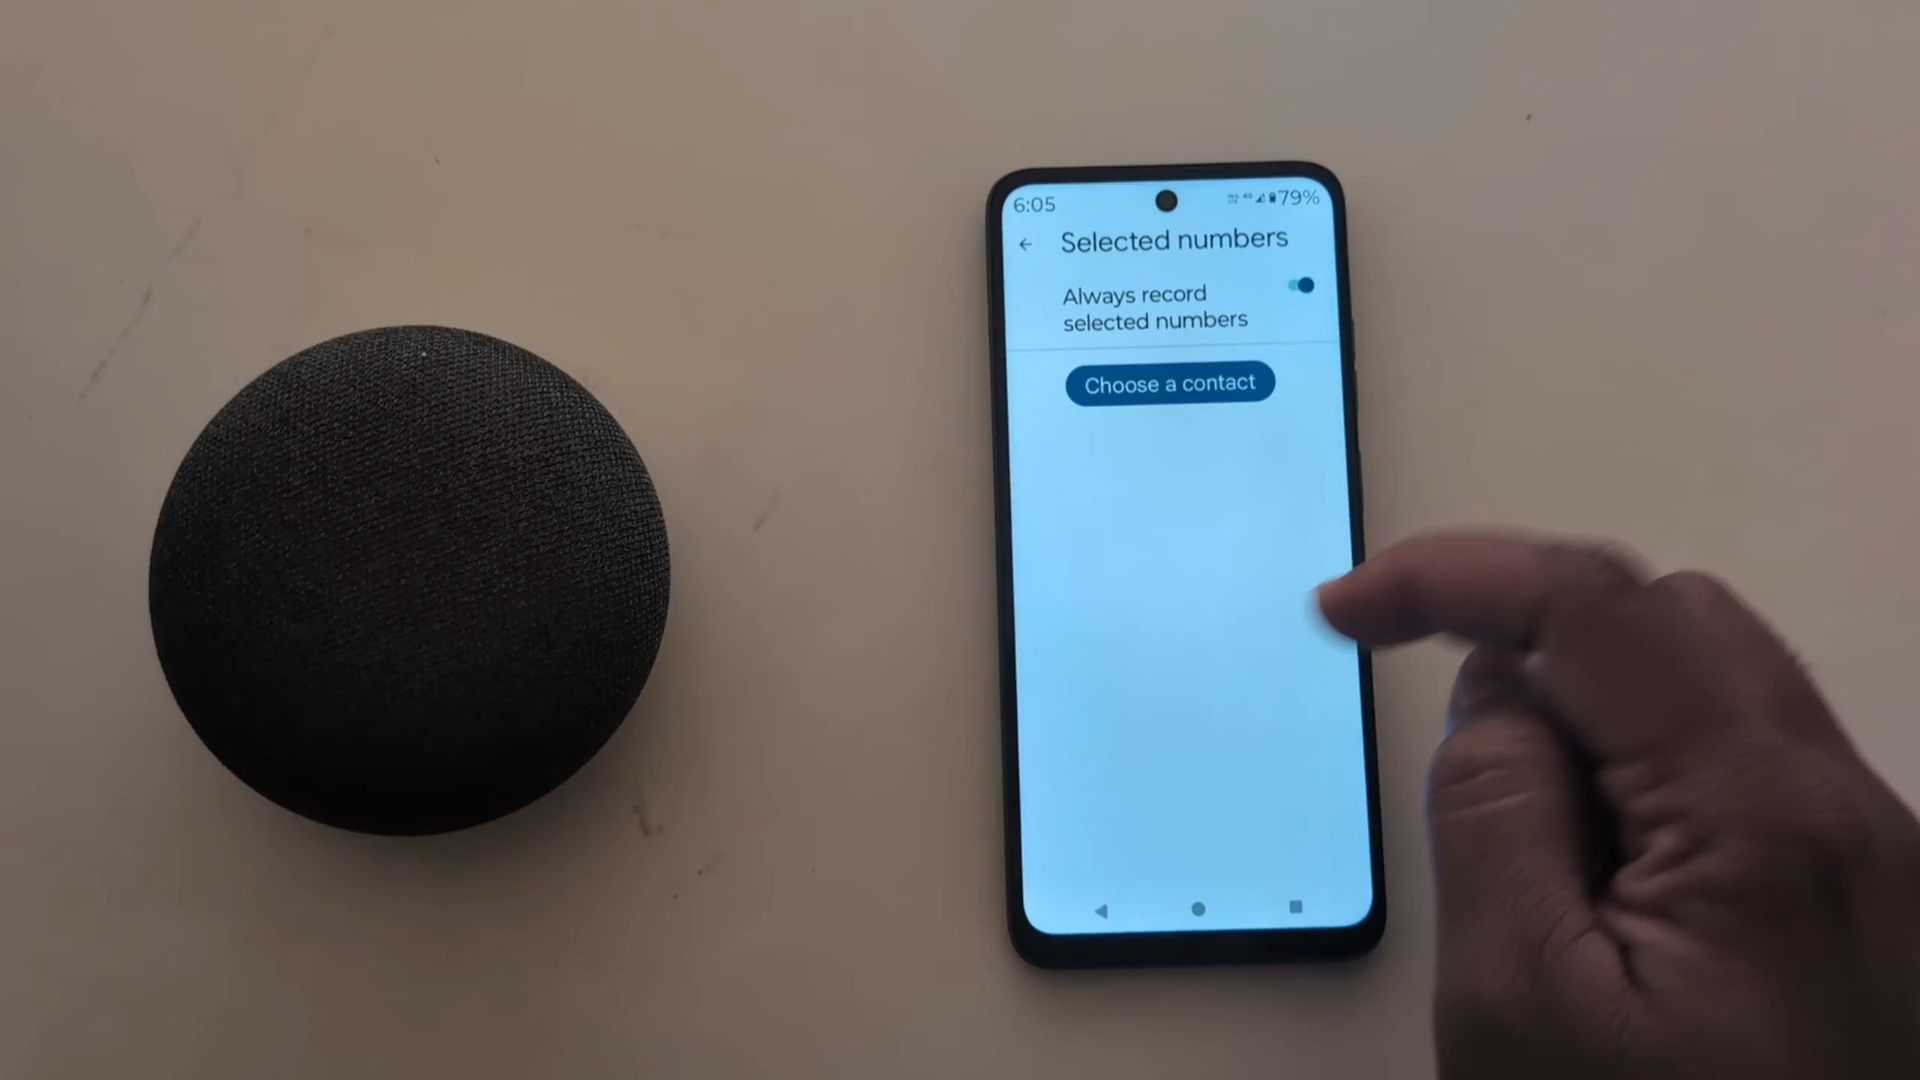 6:05
79%
Selected numbers
Always record
selected numbers
Choose a contact